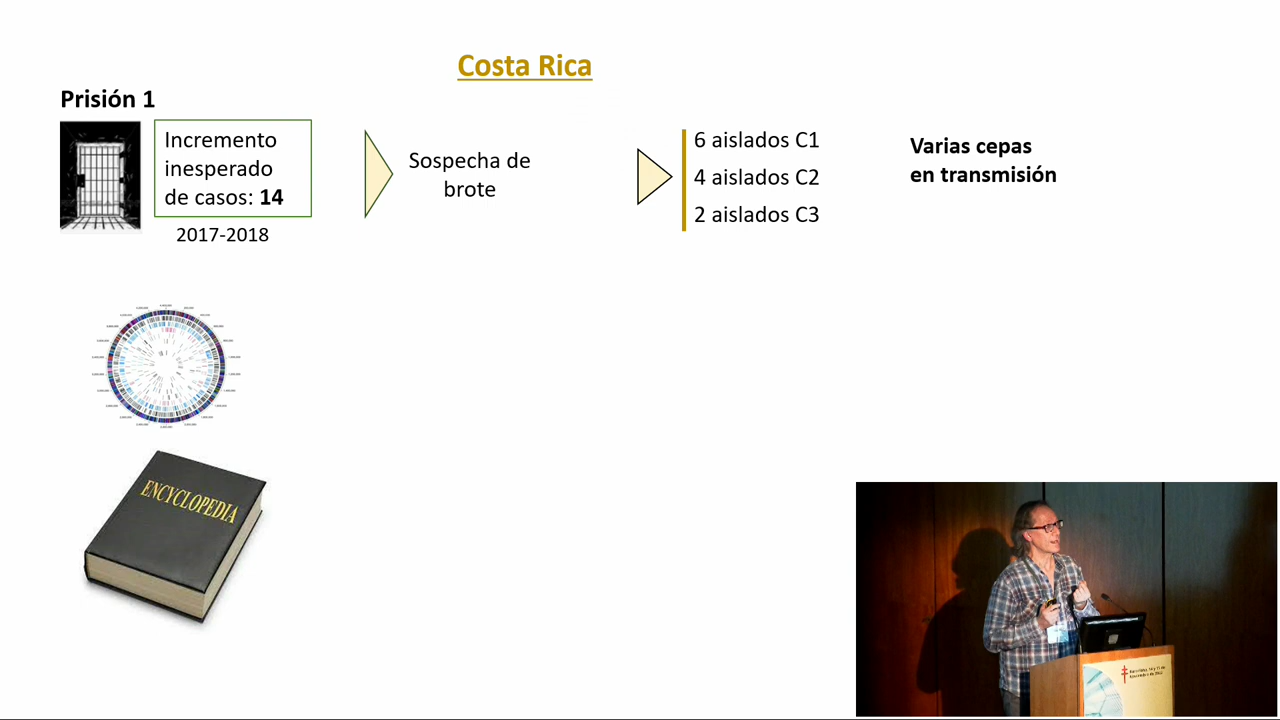 Costa Rica
Prisión 1
Incremento
inesperado
de casos: 14
2017-2018
Sospecha de
brote
6 aislados C1
4 aislados C2
2 aislados C3
Varias cepas
en transmisión
ENCYCLOPEDIA